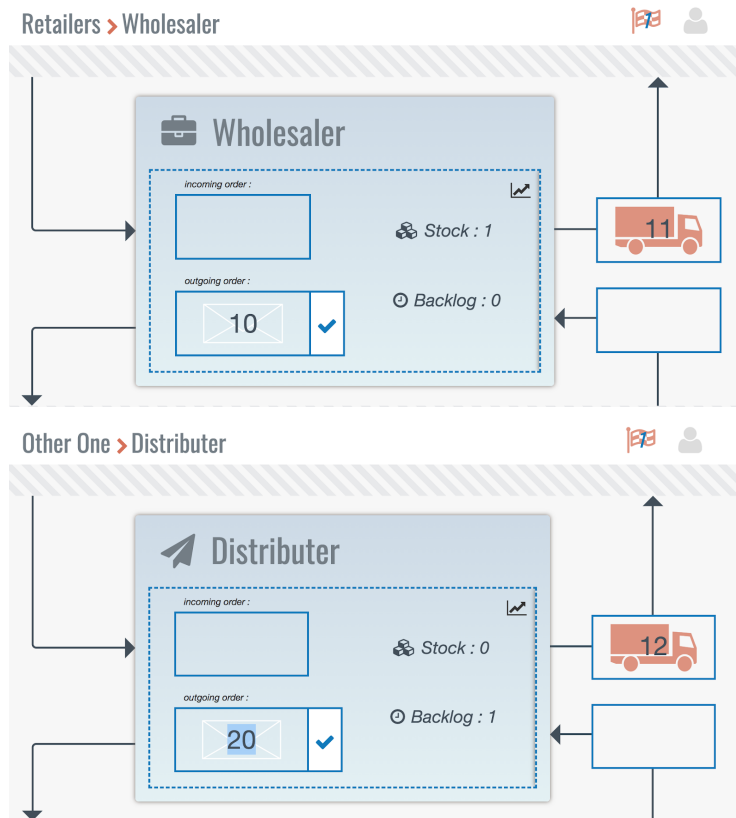 Retailers > Wholesaler
7
Wholesaler
incoming order :
Stock : 1
11
outgoing order :
10
Backlog : 0
Other One > Distributer
7
Distributer
incoming order :
Stock : 0
12
outgoing order :
20
Backlog : 1